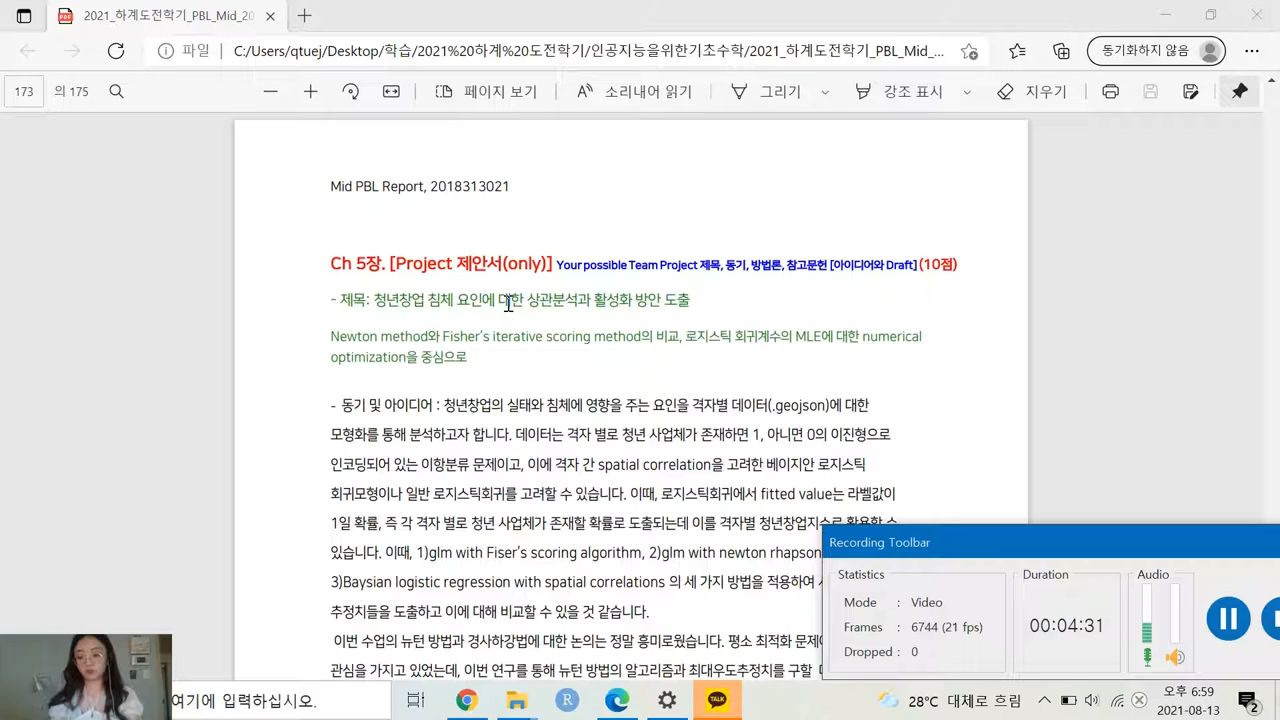 2021_하계도전학기_PBL_Mid_20
파일
C:/Users/qtuej/Desktop/학습/2021%20하계%20도전학기/인공지능을위한기초수학/2021_하계도전학기_PBL_Mid_...
동기화하지 않음
173 의 175
페이지 보기
소리내어 읽기
그리기
강조 표시
지우기
Mid PBL Report, 2018313021
Ch 5장. [Project 제안서(only)] Your possible Team Project 제목, 동기, 방법론, 참고문헌 [아이디어와 Draft] (10점)
- 제목: 청년창업 침체 요인에 대한 상관분석과 활성화 방안 도출
Newton method와 Fisher's iterative scoring method의 비교, 로지스틱 회귀계수의 MLE에 대한 numerical
optimization을 중심으로
- 동기 및 아이디어 : 청년창업의 실태와 침체에 영향을 주는 요인을 격자별 데이터(.geojson)에 대한
모형화를 통해 분석하고자 합니다. 데이터는 격자 별로 청년 사업체가 존재하면 1, 아니면 0의 이진형으로
인코딩되어 있는 이항분류 문제이고, 이에 격자 간 spatial correlation을 고려한 베이지안 로지스틱
회귀모형이나 일반 로지스틱회귀를 고려할 수 있습니다. 이때, 로지스틱회귀에서 fitted value는 라벨값이
1일 확률, 즉 각 격자 별로 청년 사업체가 존재할 확률로 도출되는데 이를 격자별 청년창업지수로 활용할 수
있습니다. 이때, 1)glm with Fiser's scoring algorithm, 2)glm with newton rhapson
3)Baysian logistic regression with spatial correlations 의 세 가지 방법을 적용하여
추정치들을 도출하고 이에 대해 비교할 수 있을 것 같습니다.
이번 수업의 뉴턴 방법과 경사하강법에 대한 논의는 정말 흥미로웠습니다. 평소 최적화 문제에
관심을 가지고 있었는데, 이번 연구를 통해 뉴턴 방법의 알고리즘과 최대우도추정치를 구할
Recording Toolbar
Statistics
Duration
Audio
Mode : Video
Frames : 6744 (21 fps)
00:04:31
Dropped : 0
여기에 입력하십시오.
R
TALK
28°C 대체로 흐림
오후 6:59
2021-08-13
2